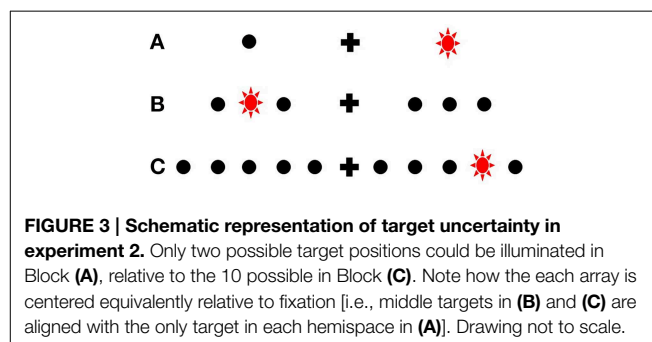 A
B
C
FIGURE 3 | Schematic representation of target uncertainty in
experiment 2. Only two possible target positions could be illuminated in
Block (A), relative to the 10 possible in Block (C). Note how the each array is
centered equivalently relative to fixation [i.e., middle targets in (B) and (C) are
aligned with the only target in each hemispace in (A)]. Drawing not to scale.